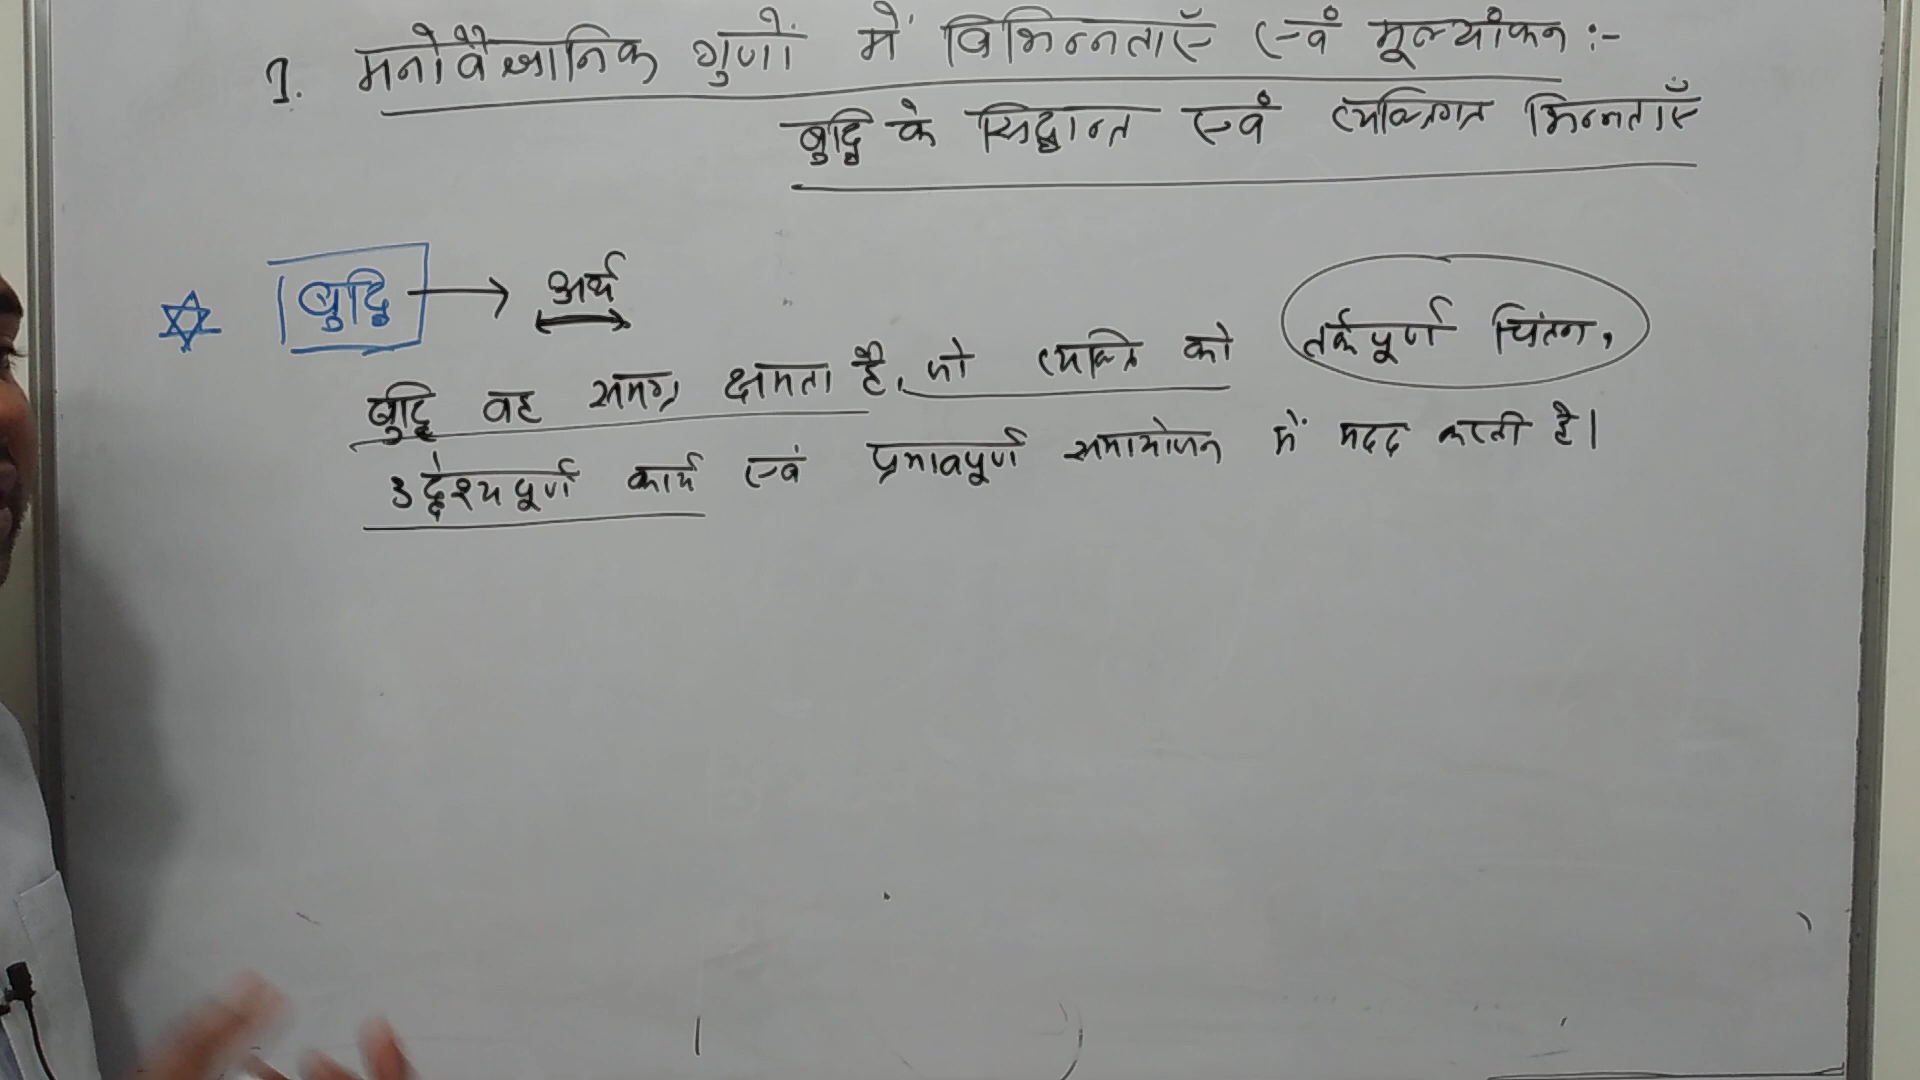 1. मनोवैज्ञानिक गुणों में विभिन्नताएँ एवं मूल्यांकन :-
बुद्धि के सिद्धान्त एवं व्यक्तिगत भिन्नताएँ
बुद्धि → अर्थ
बुद्धि वह समग्र क्षमता है, जो व्यक्ति को तर्कपूर्ण चिंतन,
उद्देश्यपूर्ण कार्य एवं प्रभावपूर्ण समायोजन में मदद करती है।